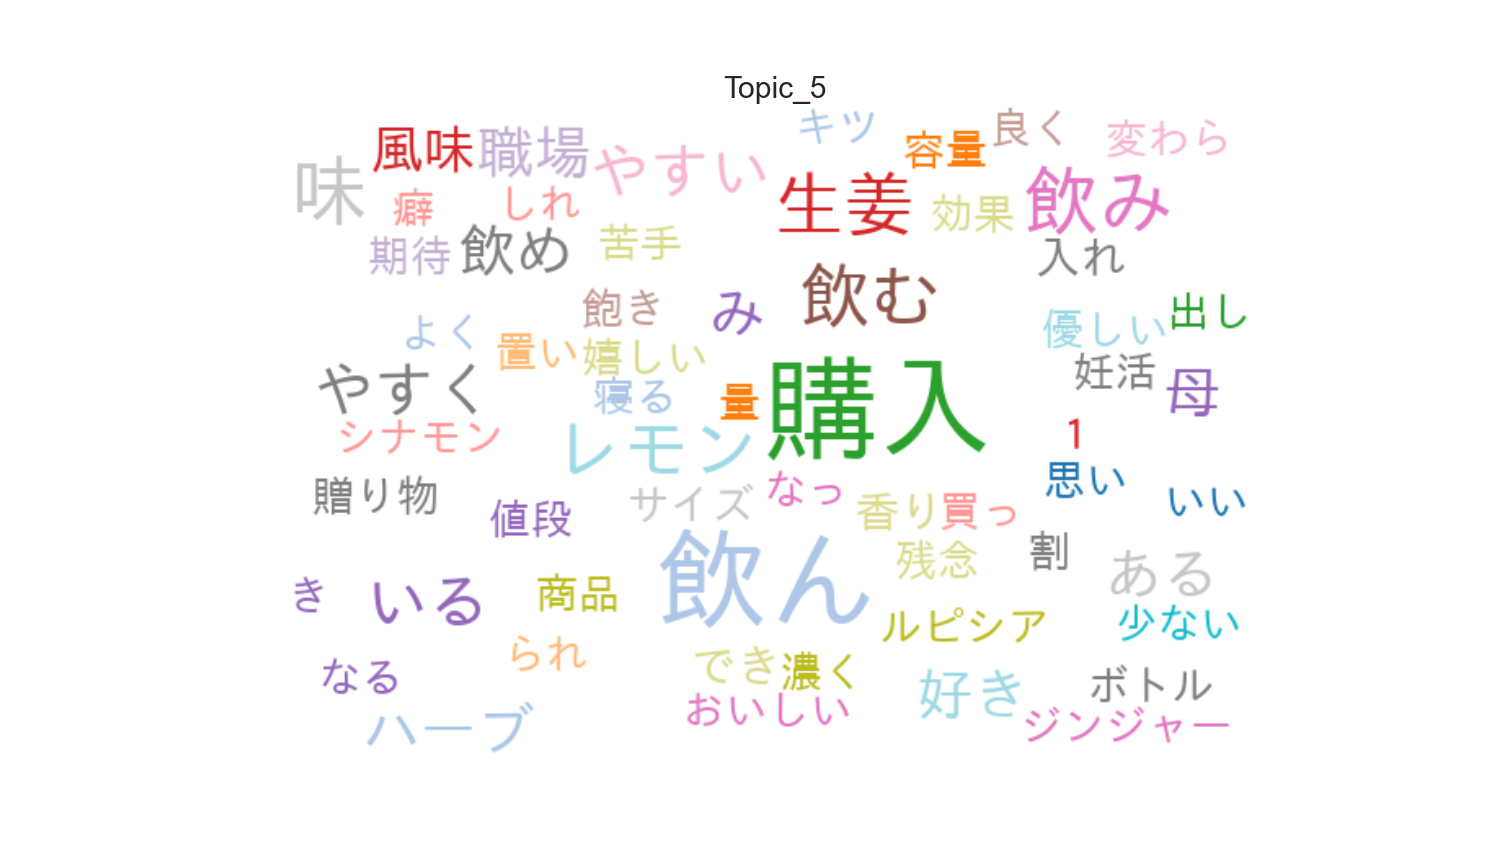 Topic_5
キツ
良く
風味
職場
やすい
容量
変わら
味
癖
しれ
生姜
効果
飲み
期待
飲め
苦手
入れ
飽き
み
飲む
出し
よく
置い
嬉しい
優しい
やすく
寝る
量
購入
妊活
母
シナモン
レモン
1
贈り物
値段
サイズ
なっ
香り
買っ
思い
いい
飲ん
残念
割
ある
き
いる
商品
ルピシア
少ない
なる
られ
でき
濃く
好き
ボトル
ハーブ
おいしい
ジンジャー